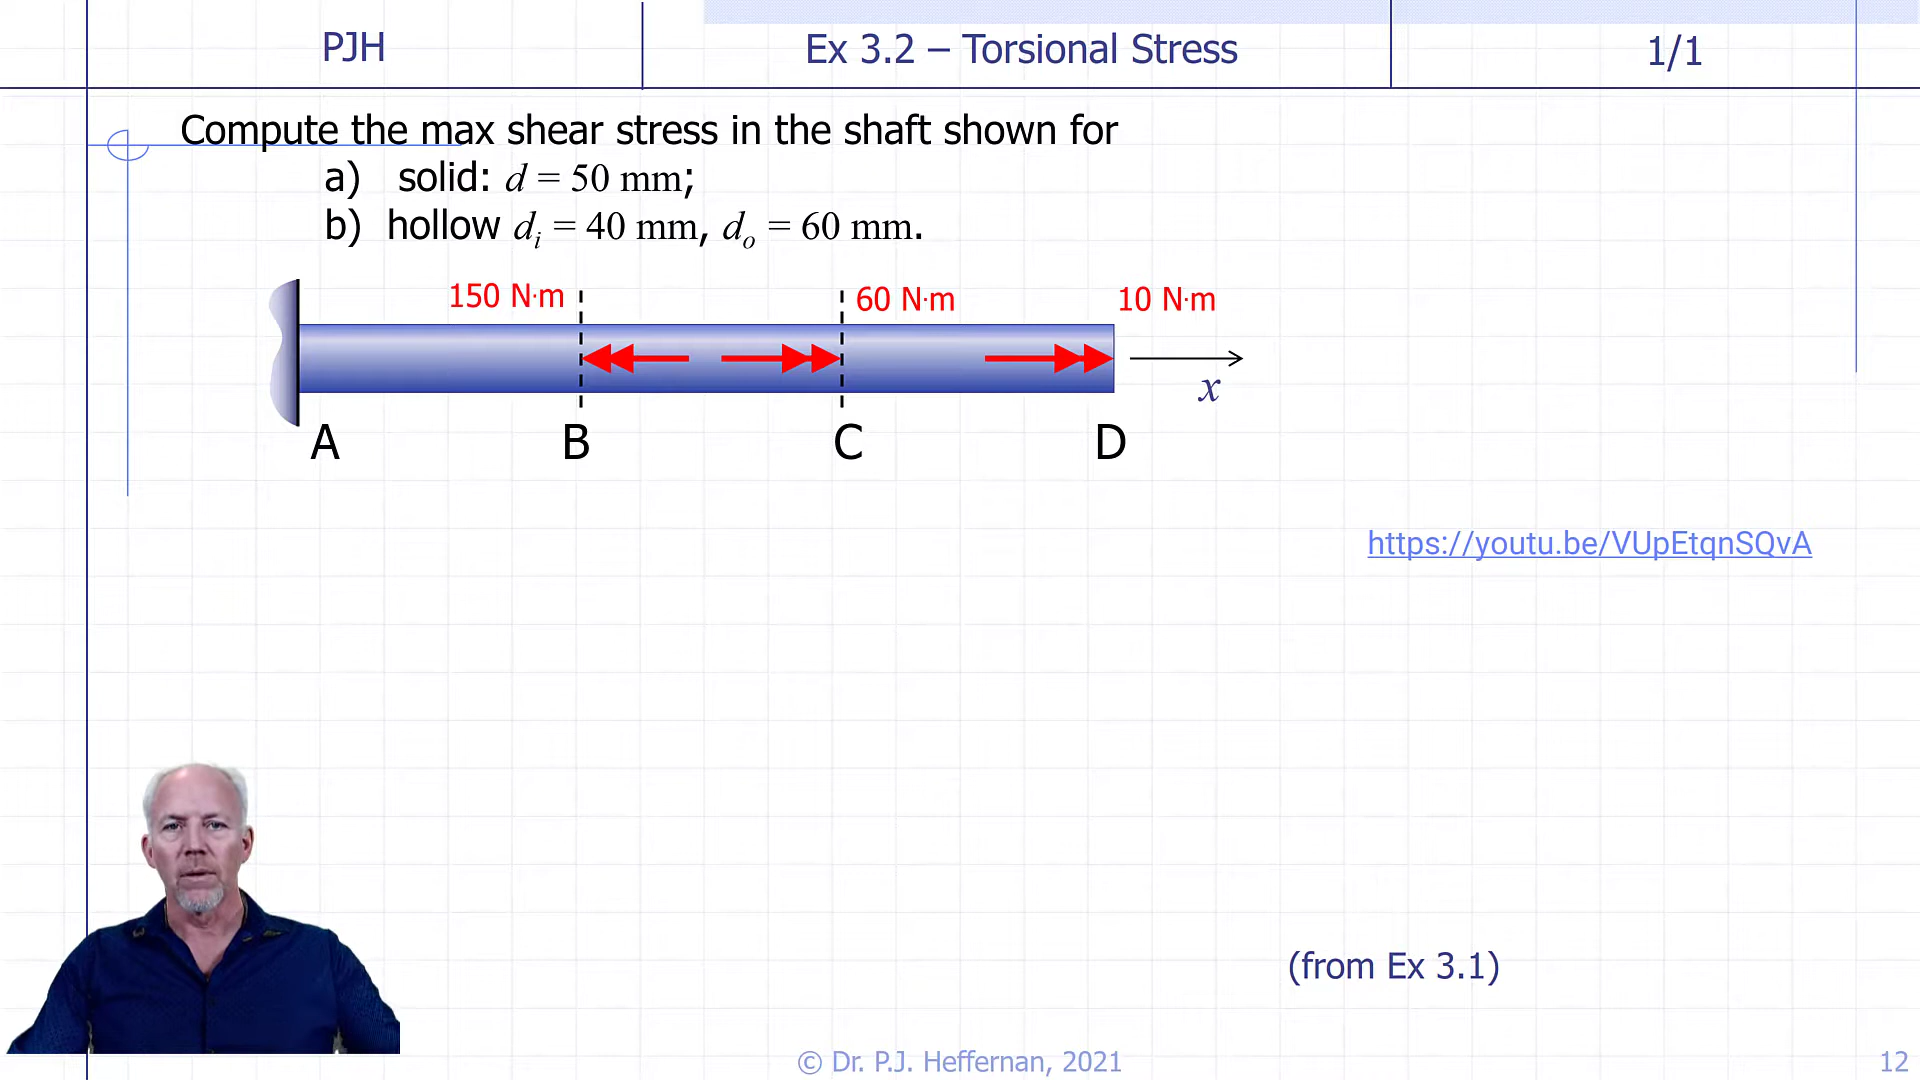 PJH
Ex 3.2 – Torsional Stress
1/1
Compute the max shear stress in the shaft shown for
a) solid: d = 50 mm;
b) hollow dᵢ = 40 mm, dₒ = 60 mm.
150 N·m
60 N·m
10 N·m
x
A B C D
https://youtu.be/VUpEtqnSQvA
(from Ex 3.1)
© Dr. P.J. Heffernan, 2021
12